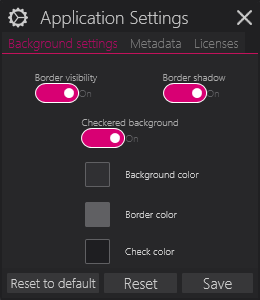 Application Settings
Background settings Metadata Licenses
Border visibility Border shadow
On On
Checkered background
On
Background color
Border color
Check color
Reset to default Reset Save